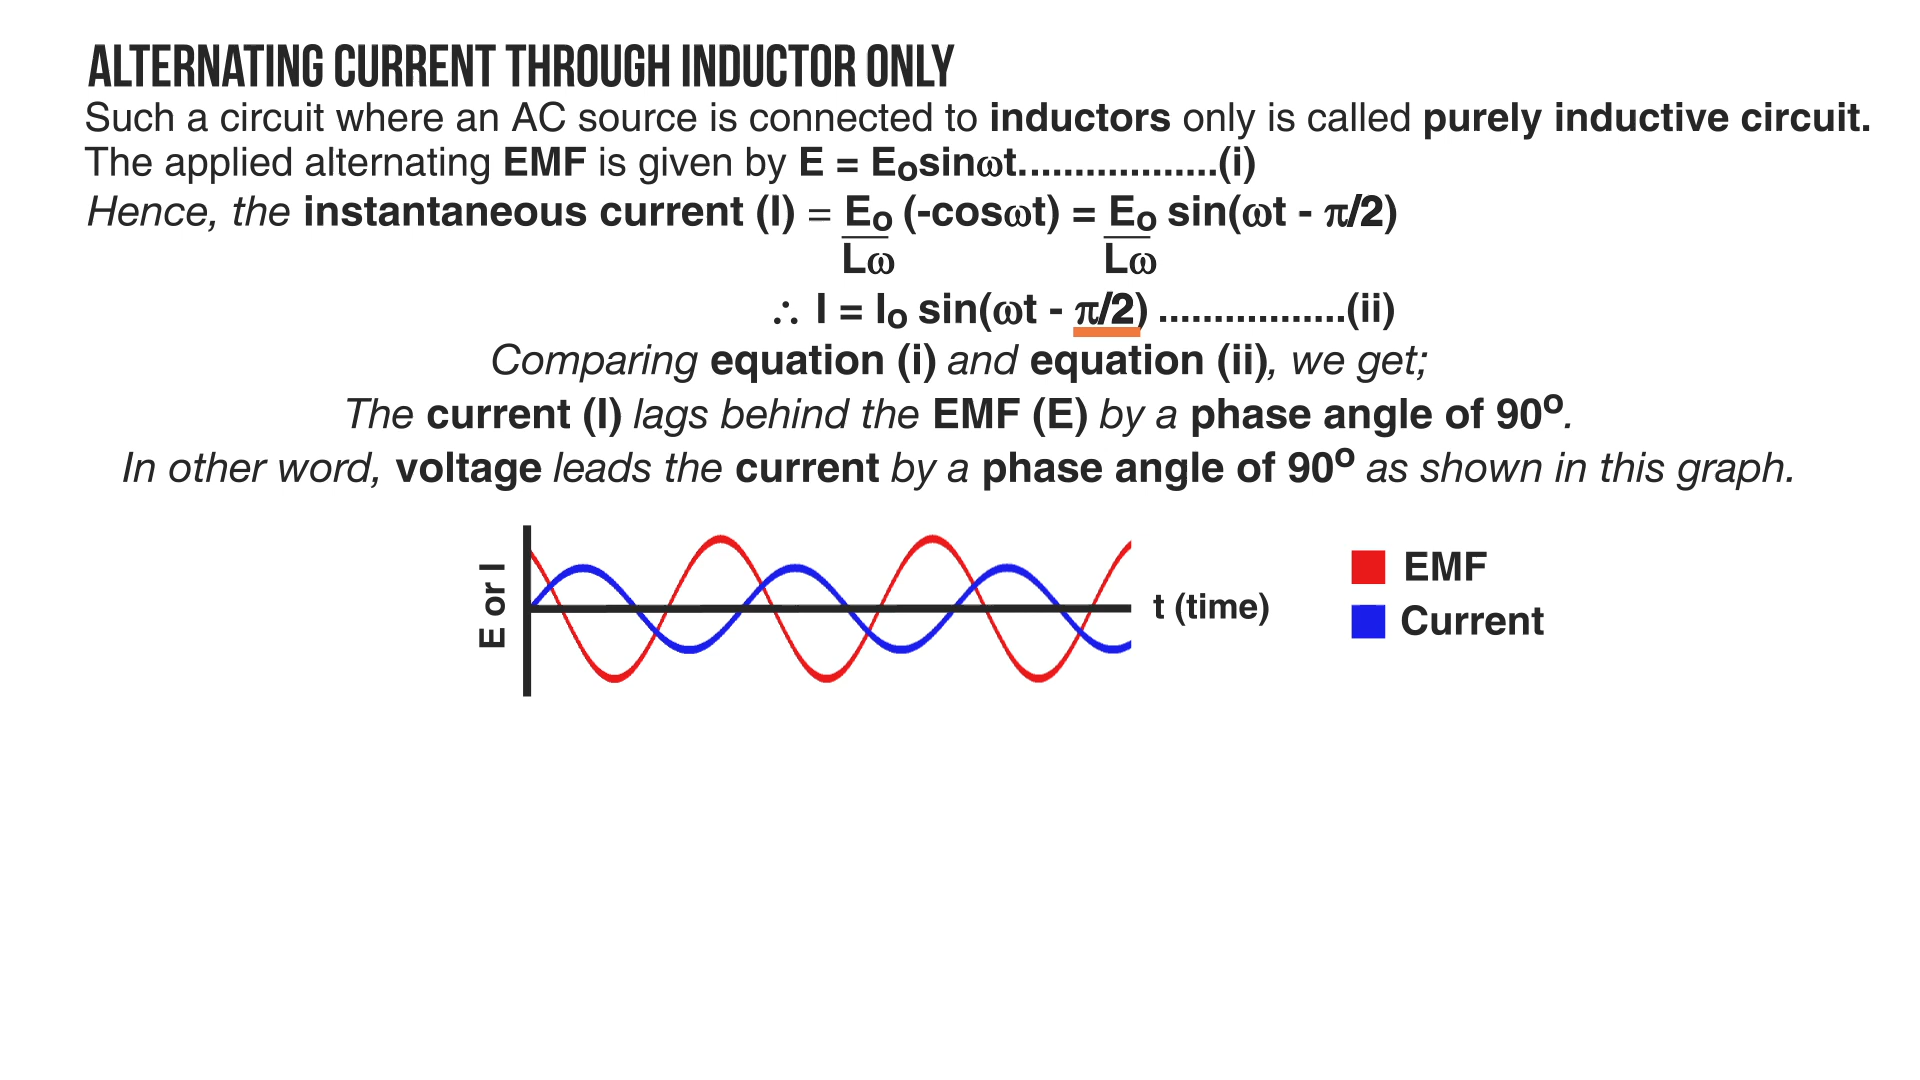 ALTERNATING CURRENT THROUGH INDUCTOR ONLY
Such a circuit where an AC source is connected to inductors only is called purely inductive circuit.
The applied alternating EMF is given by E = Eosinωt..................(i)
Hence, the instantaneous current (I) = Eo (-cosωt) = Eo sin(ωt - π/2)
Lω Lω
∴ I = Io sin(ωt - π/2) .................(ii)
Comparing equation (i) and equation (ii), we get;
The current (I) lags behind the EMF (E) by a phase angle of 90º.
In other word, voltage leads the current by a phase angle of 90º as shown in this graph.
E or I
t (time)
EMF
Current